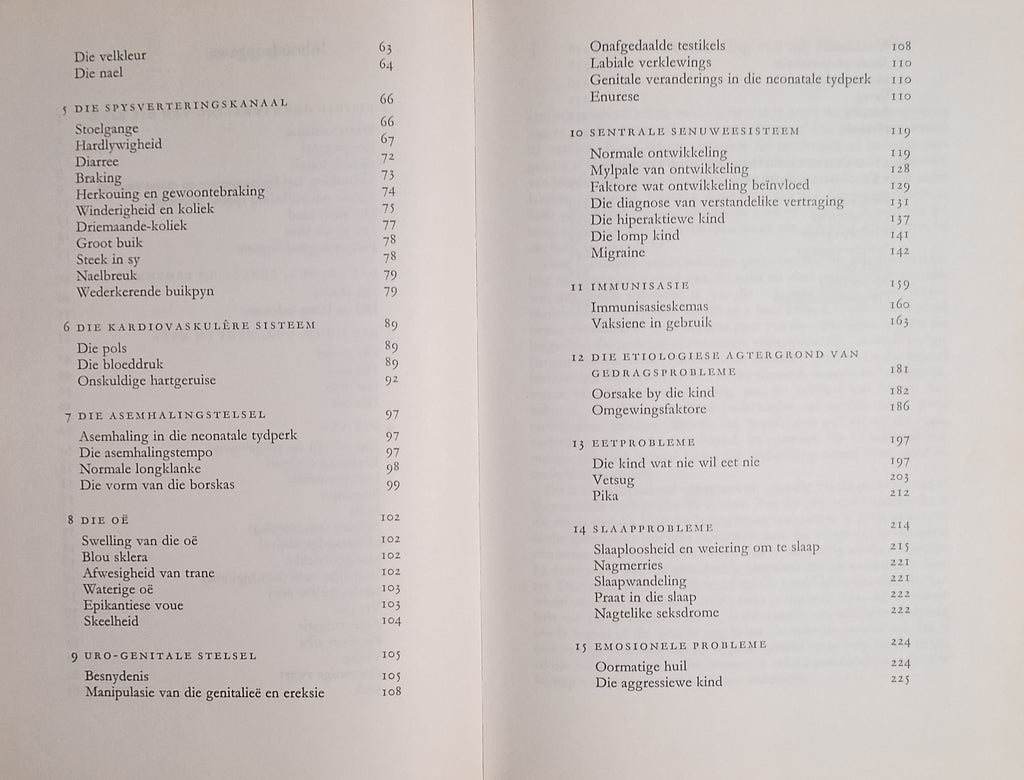 Die velkleur 63
Die nael 64
5 DIE SPYSVERTERINGSKANAAL 66
Stoelgange 66
Hardlywigheid 67
Diarree 72
Braking 73
Herkouing en gewoontebraking 74
Winderigheid en koliek 75
Driemaande-koliek 77
Groot buik 78
Steek in sy 78
Naelbreuk 79
Wederkerende buikpyn 79
6 DIE KARDIOVASKULÊRE SISTEEM 89
Die pols 89
Die bloeddruk 89
Onskuldige hartgeruise 92
7 DIE ASEMHALINGSTELSEL 97
Asemhaling in die neonatale tydperk 97
Die asemhalingstempo 97
Normale longklanke 98
Die vorm van die borskas 99
8 DIE OË 102
Swelling van die oë 102
Blou sklera 102
Afwesigheid van trane 102
Waterige oë 103
Epikantiese voue 103
Skeelheid 104
9 URO-GENITALE STELSEL 105
Besnydenis 105
Manipulasie van die genitalieë en ereksie 108
Onafgedaalde testikels 108
Labiale verklewings 110
Genitale veranderings in die neonatale tydperk 110
Enurese 110
10 SENTRALE SENUWEESISTEEM 119
Normale ontwikkeling 119
Mylpale van ontwikkeling 128
Faktore wat ontwikkeling beïnvloed 129
Die diagnose van verstandelike vertraging 131
Die hiperaktiewe kind 137
Die lomp kind 141
Migraine 142
11 IMMUNISASIE 159
Immunisasieskemas 160
Vaksiene in gebruik 163
12 DIE ETIOLOGIESE AGTERGROND VAN
GEDRAGSPROBLEME 181
Oorsake by die kind 182
Omgewingsfaktore 186
13 EETPROBLEME 197
Die kind wat nie wil eet nie 197
Vetsug 203
Pika 212
14 SLAAPPROBLEME 214
Slaaploosheid en weiering om te slaap 215
Nagmerries 221
Slaapwandeling 221
Praat in die slaap 222
Nagtelike seksdrome 222
15 EMOSIONELE PROBLEME 224
Oormatige huil 224
Die aggressiewe kind 225